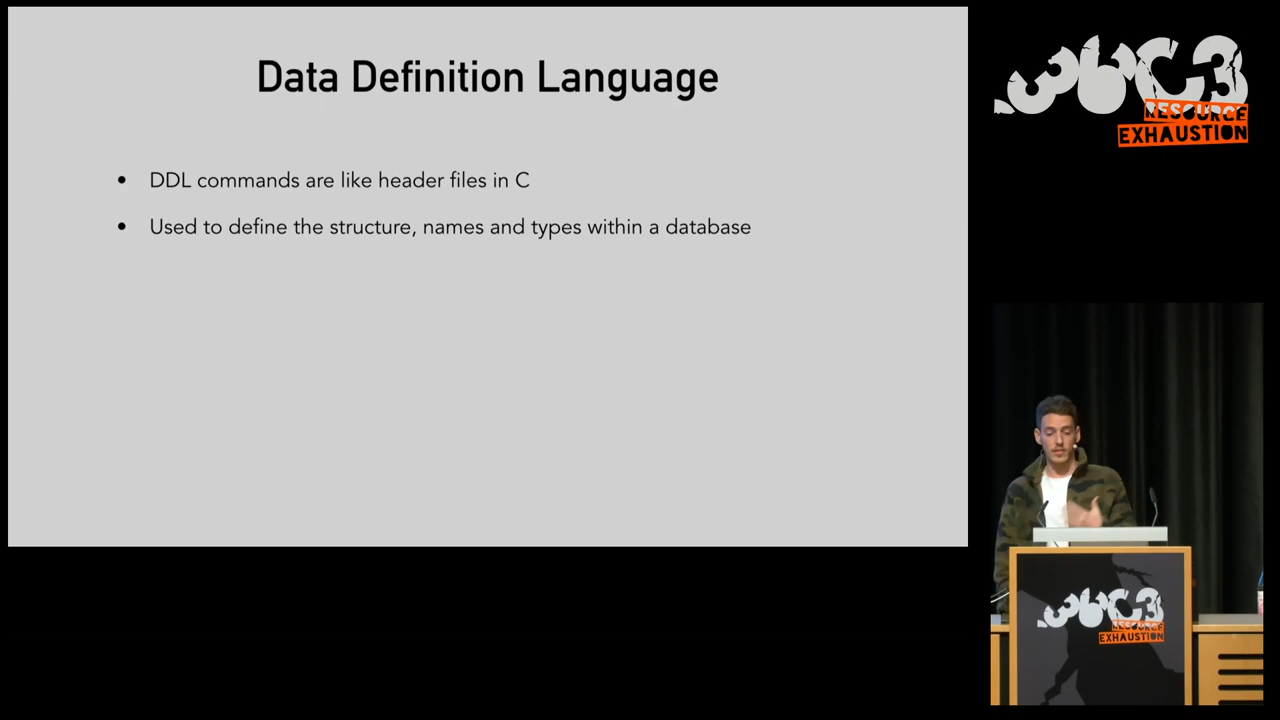 Data Definition Language
• DDL commands are like header files in C
• Used to define the structure, names and types within a database
36C3
RESOURCE
EXHAUSTION
36C3
RESOURCE
EXHAUSTION